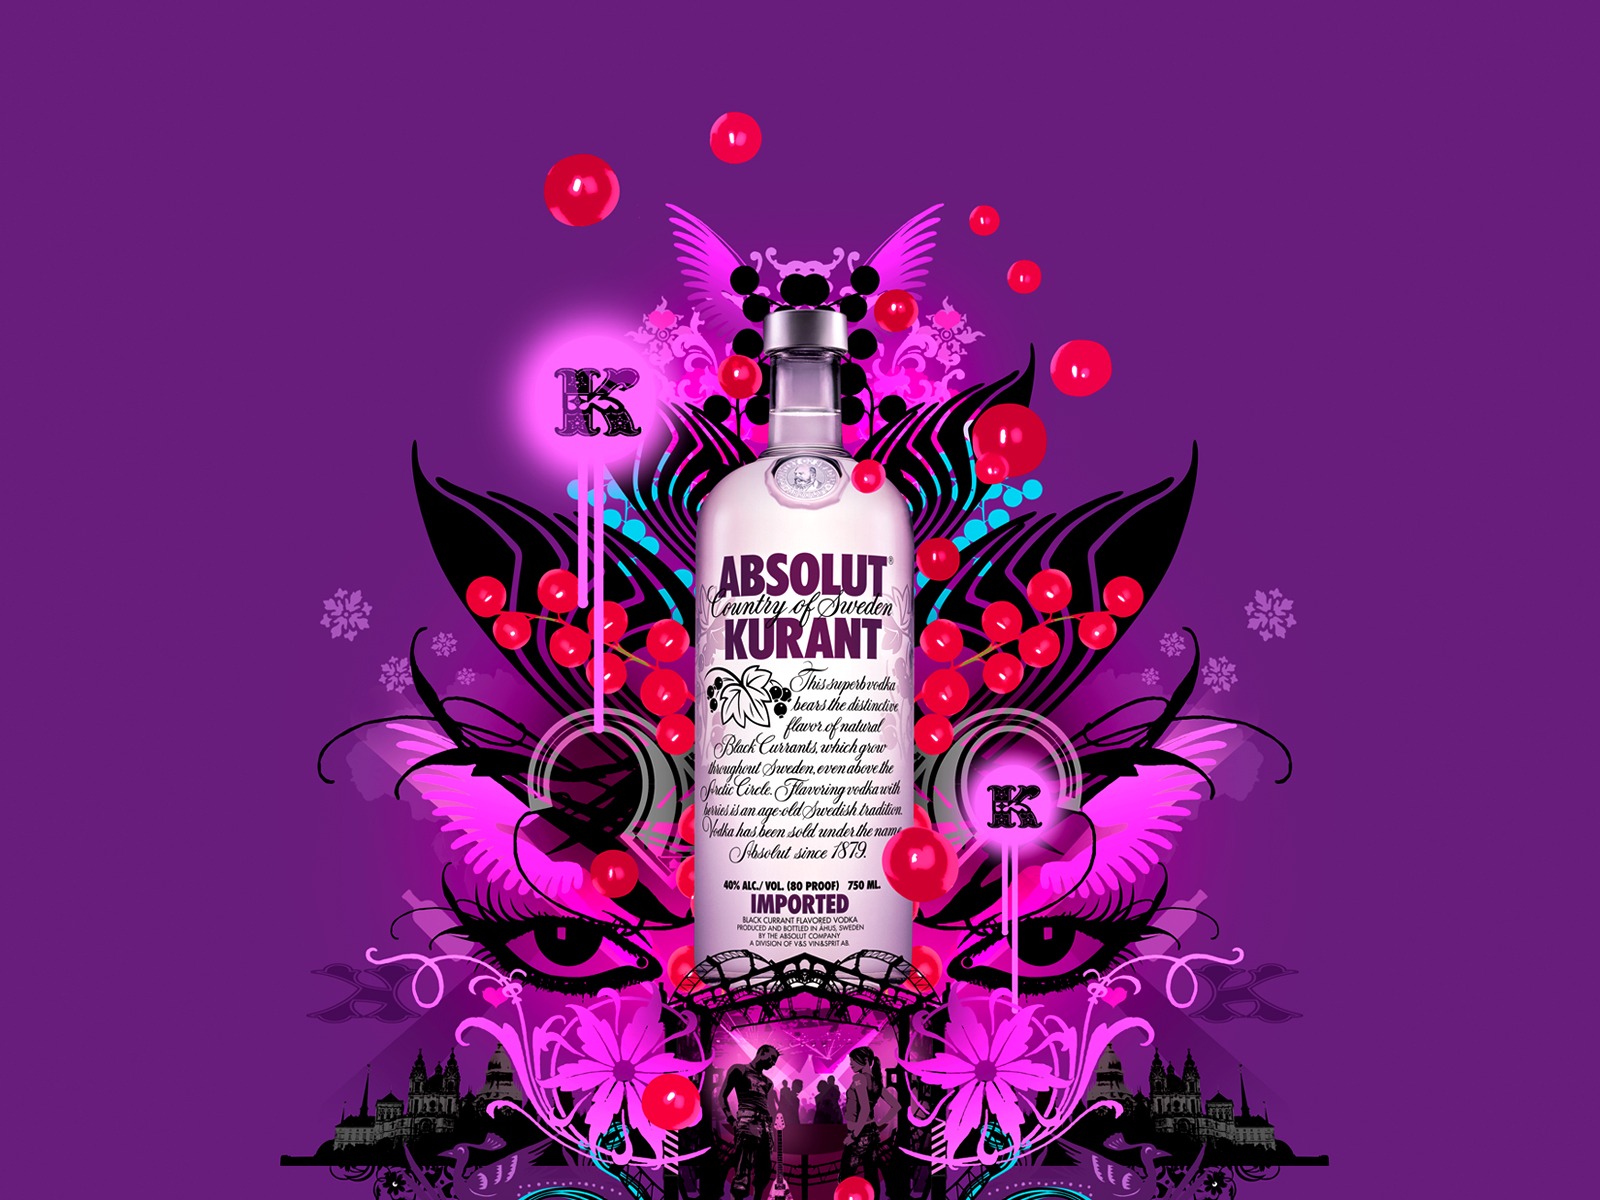 K
ABSOLUT®
Country of Sweden
KURANT
This superb vodka
bears the distinctive
flavor of natural
Black Currants, which grow
throughout Sweden, even above the
Arctic Circle. Flavoring vodka with
berries is an age-old Swedish tradition.
Vodka has been sold under the name
Absolut since 1879.
K
40% ALC./VOL. (80 PROOF) 750 ML.
IMPORTED
BLACK CURRANT FLAVORED VODKA
PRODUCED AND BOTTLED IN ÅHUS, SWEDEN
BY THE ABSOLUT COMPANY
A DIVISION OF V&S VIN&SPRIT AB.
K
K